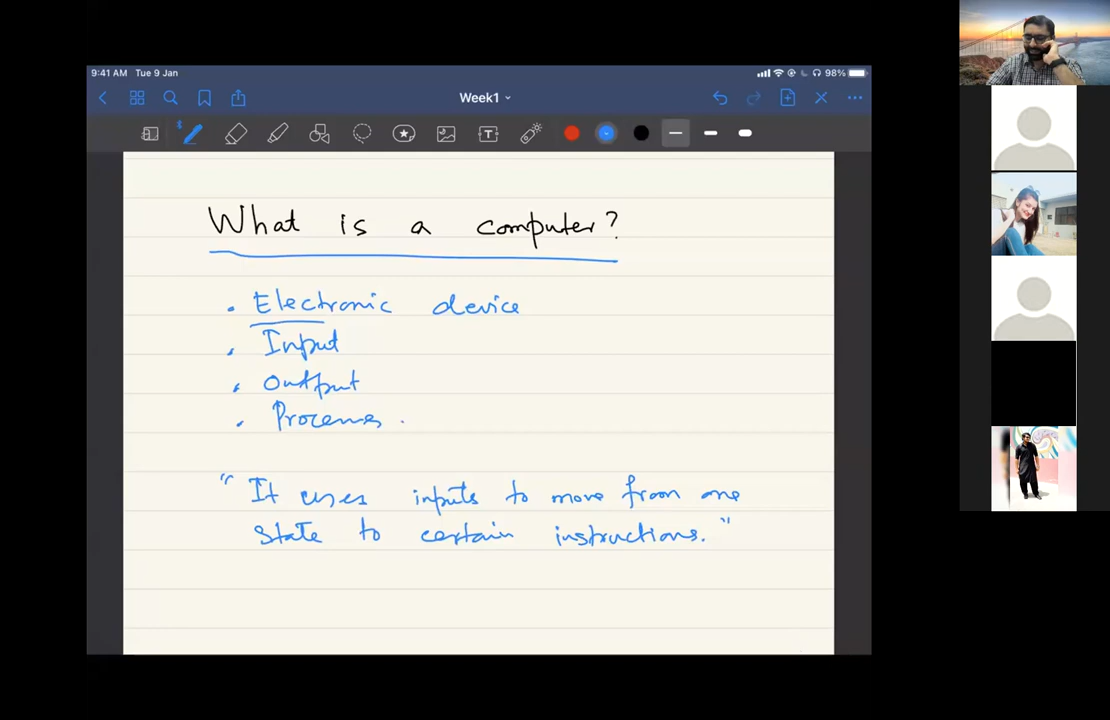 9:41 AM Tue 9 Jan
98%
Week1
What is a computer?
. Electronic device
. Input
. Output
. Processes .
" It uses inputs to move from one
state to certain instructions. "